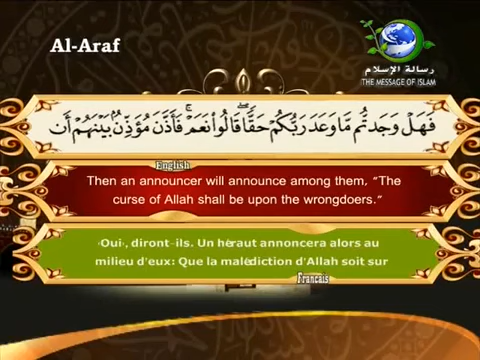 Al-Araf
رسالة الإسلام
THE MESSAGE OF ISLAM
فَهَلْ وَجَدتُّم مَّا وَعَدَ رَبُّكُمْ حَقًّا ۖ قَالُوا۟ نَعَمْ ۚ فَأَذَّنَ مُؤَذِّنٌۢ بَيْنَهُمْ أَن
English
Then an announcer will announce among them, "The
curse of Allah shall be upon the wrongdoers."
‹Oui›, diront-ils. Un héraut annoncera alors au
milieu d'eux: Que la malédiction d'Allah soit sur
Francais